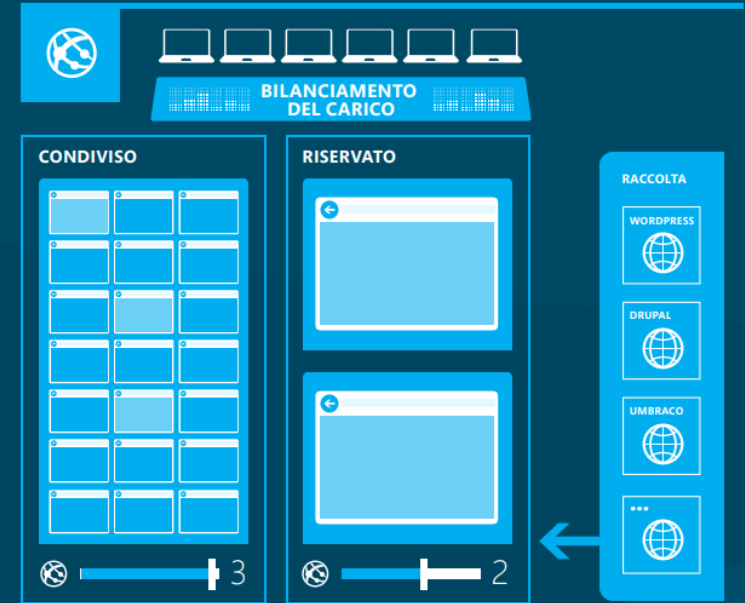 BILANCIAMENTO
DEL CARICO
CONDIVISO
RISERVATO
RACCOLTA
WORDPRESS
DRUPAL
UMBRACO
...
3
2